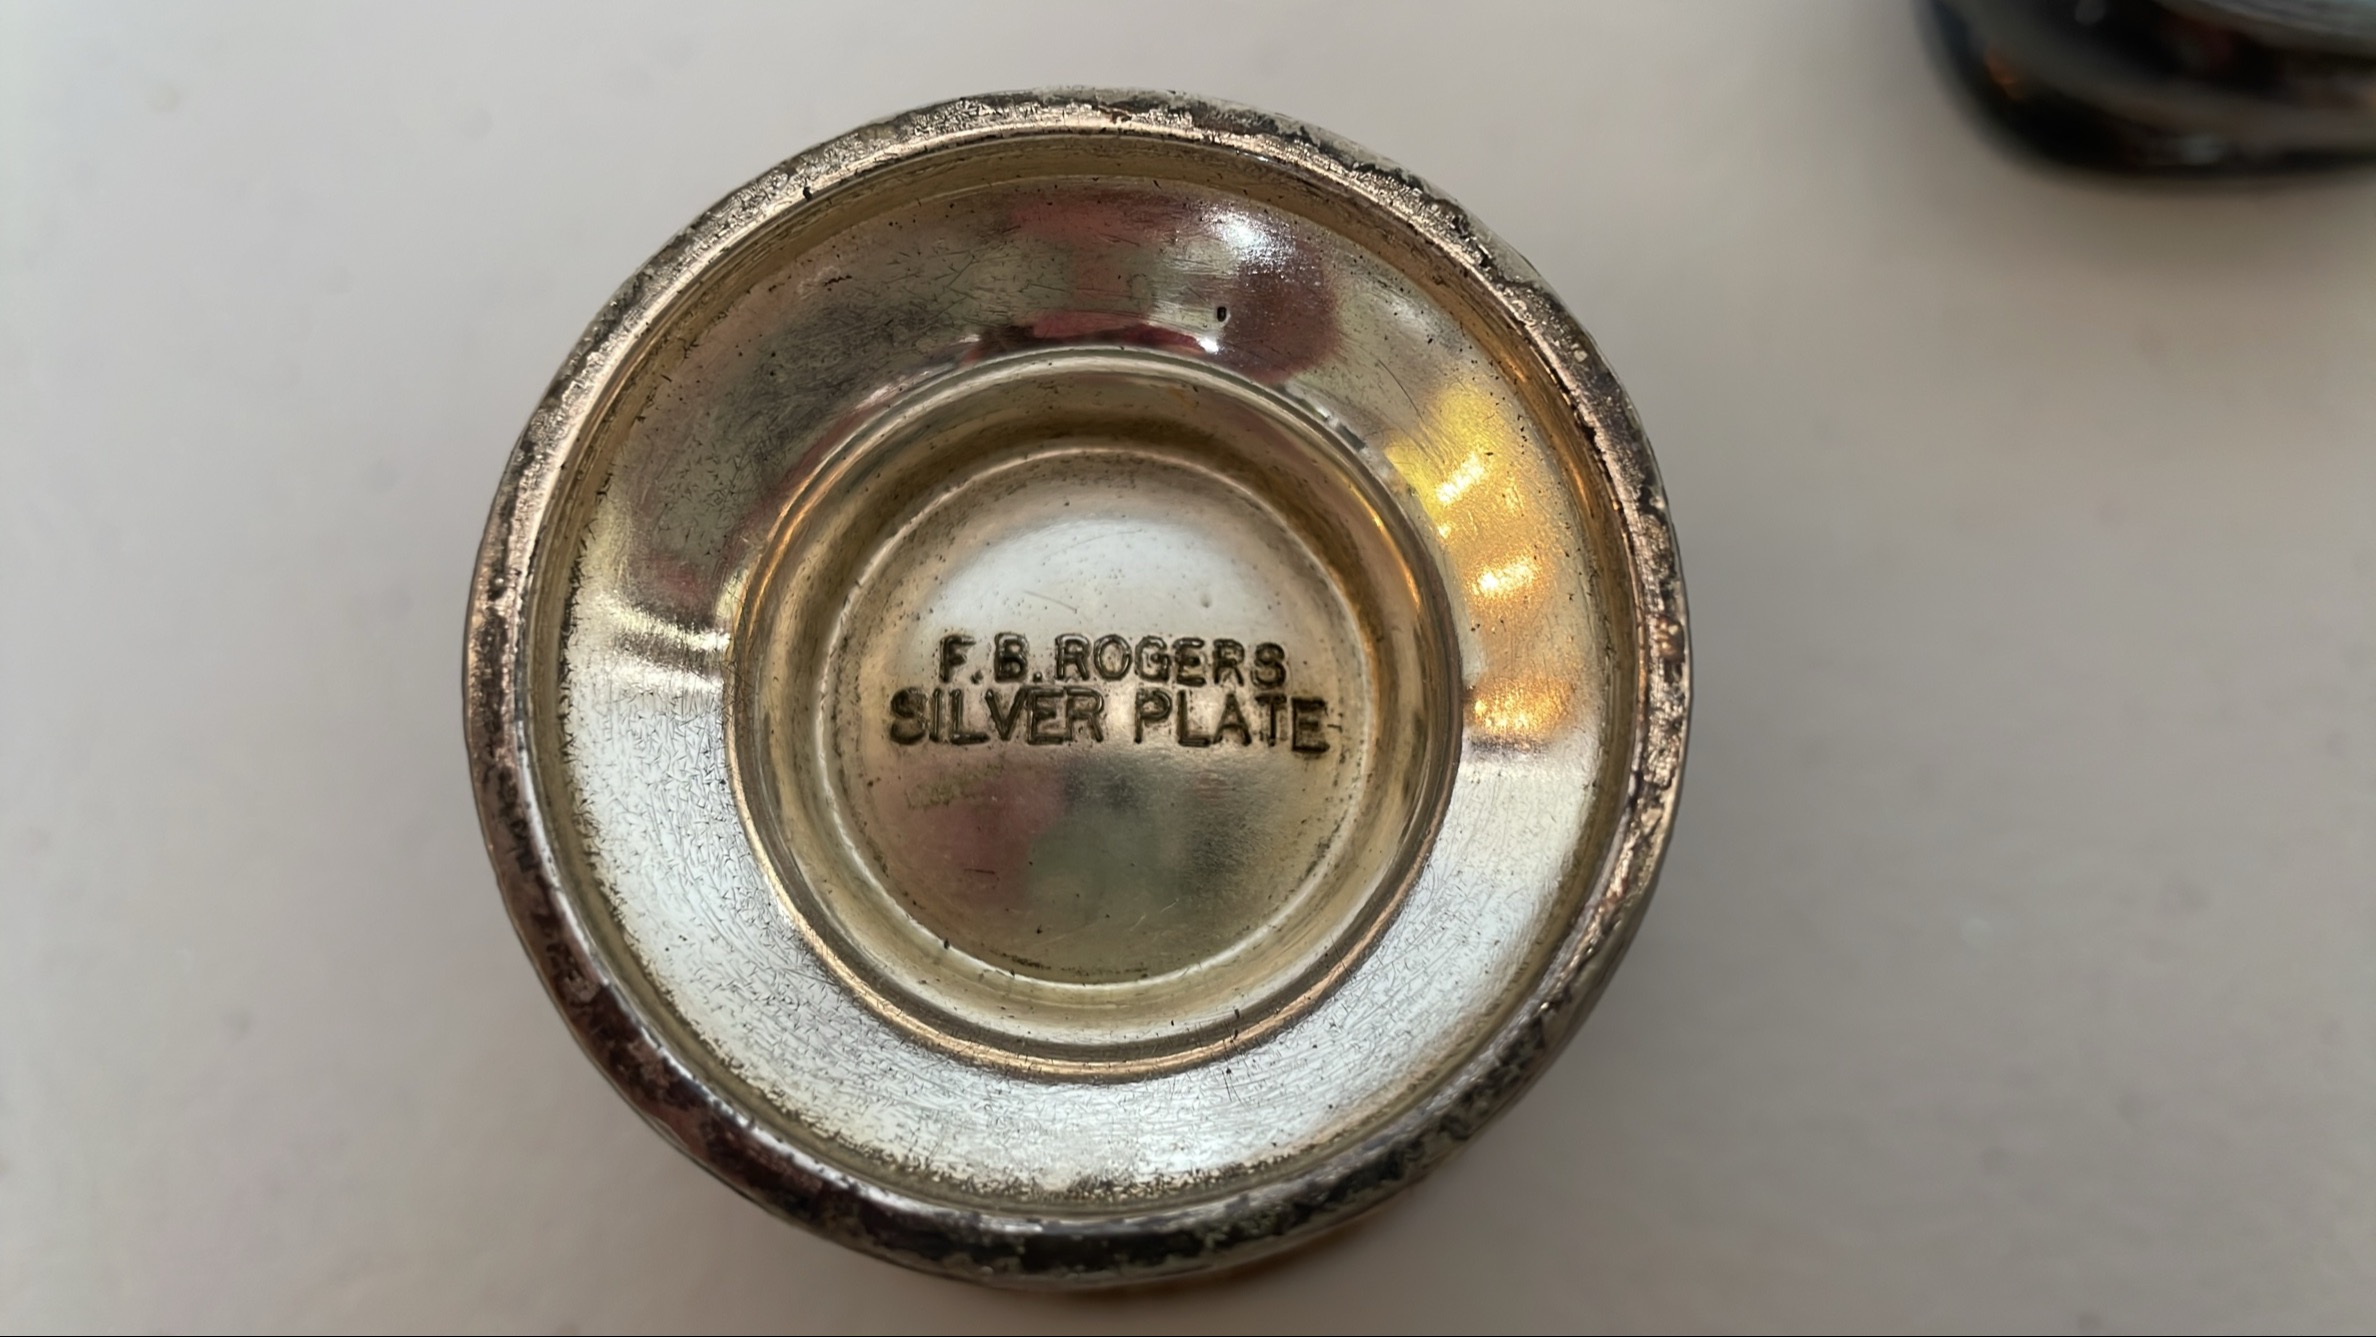 F.B. ROGERS
SILVER PLATE